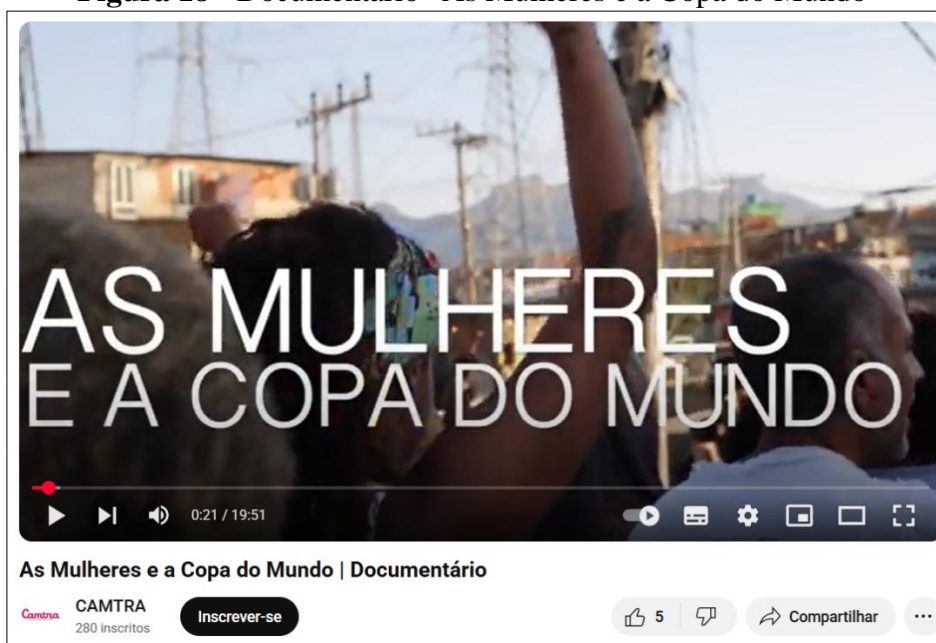 AS MULHERES
E A COPA DO MUNDO
0:21 / 19:51
As Mulheres e a Copa do Mundo | Documentário
Camtra
CAMTRA
280 inscritos
Inscrever-se
5
Compartilhar